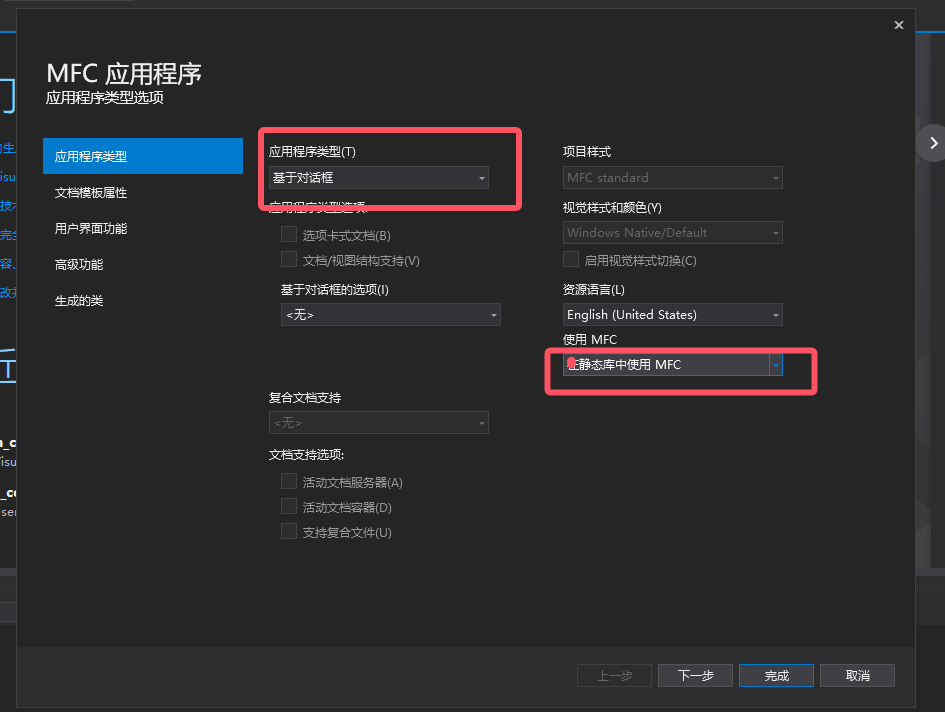 MFC 应用程序
应用程序类型选项
应用程序类型
文档模板属性
用户界面功能
高级功能
生成的类
应用程序类型(T)
基于对话框
应用程序类型选项:
选项卡式文档(B)
文档/视图结构支持(V)
基于对话框的选项(I)
<无>
复合文档支持
<无>
文档支持选项:
活动文档服务器(A)
活动文档容器(D)
支持复合文件(U)
项目样式
MFC standard
视觉样式和颜色(Y)
Windows Native/Default
启用视觉样式切换(C)
资源语言(L)
English (United States)
使用 MFC
在静态库中使用 MFC
上一步
下一步
完成
取消